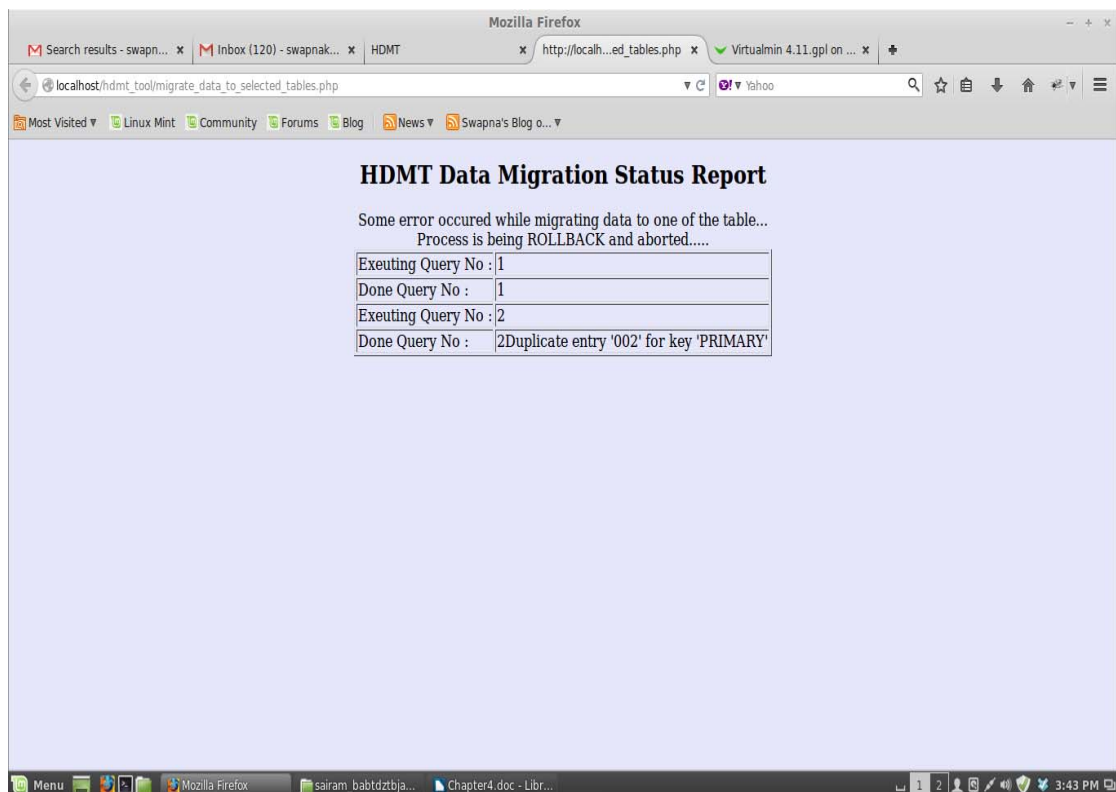 Mozilla Firefox
Search results - swapn... Inbox (120) - swapnak... HDMT http://localh...ed_tables.php Virtualmin 4.11.gpl on ...
localhost/hdmt_tool/migrate_data_to_selected_tables.php Yahoo
Most Visited Linux Mint Community Forums Blog News Swapna's Blog o...
HDMT Data Migration Status Report
Some error occured while migrating data to one of the table...
Process is being ROLLBACK and aborted.....
Exeuting Query No : 1
Done Query No : 1
Exeuting Query No : 2
Done Query No : 2Duplicate entry '002' for key 'PRIMARY'
Menu Mozilla Firefox sairam_babtdztbja... Chapter4.doc - Libr... 1 2 3:43 PM